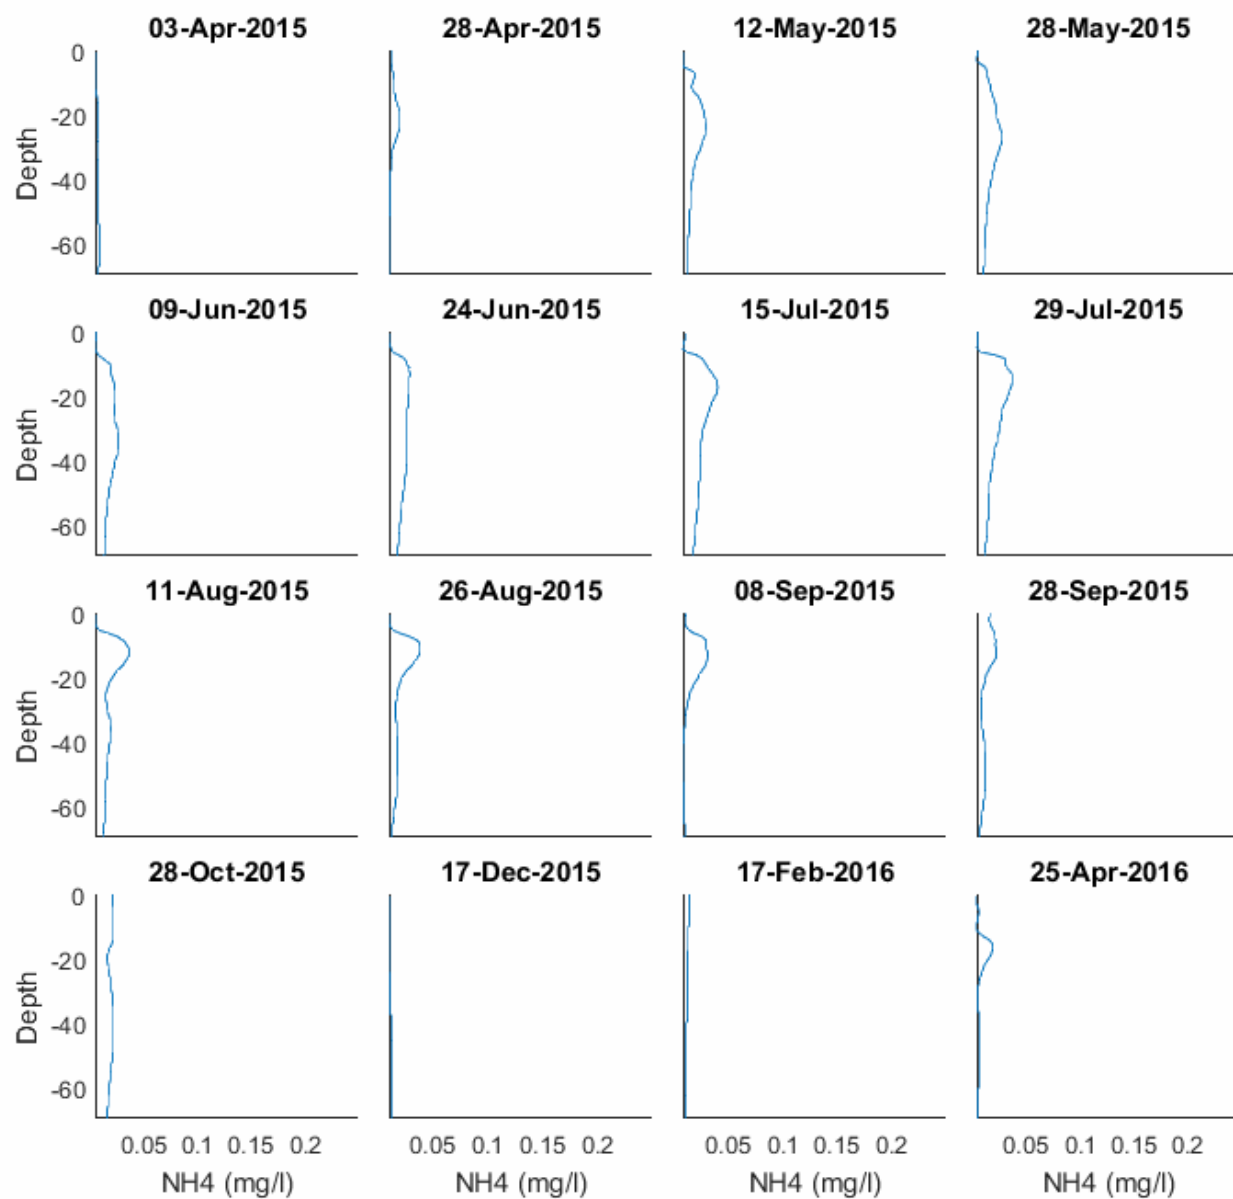 03-Apr-2015 28-Apr-2015 12-May-2015 28-May-2015
0
-20
-40
-60
Depth
09-Jun-2015 24-Jun-2015 15-Jul-2015 29-Jul-2015
0
-20
-40
-60
Depth
11-Aug-2015 26-Aug-2015 08-Sep-2015 28-Sep-2015
0
-20
-40
-60
Depth
28-Oct-2015 17-Dec-2015 17-Feb-2016 25-Apr-2016
0
-20
-40
-60
Depth
0.05 0.1 0.15 0.2 0.05 0.1 0.15 0.2 0.05 0.1 0.15 0.2 0.05 0.1 0.15 0.2
NH4 (mg/l) NH4 (mg/l) NH4 (mg/l) NH4 (mg/l)